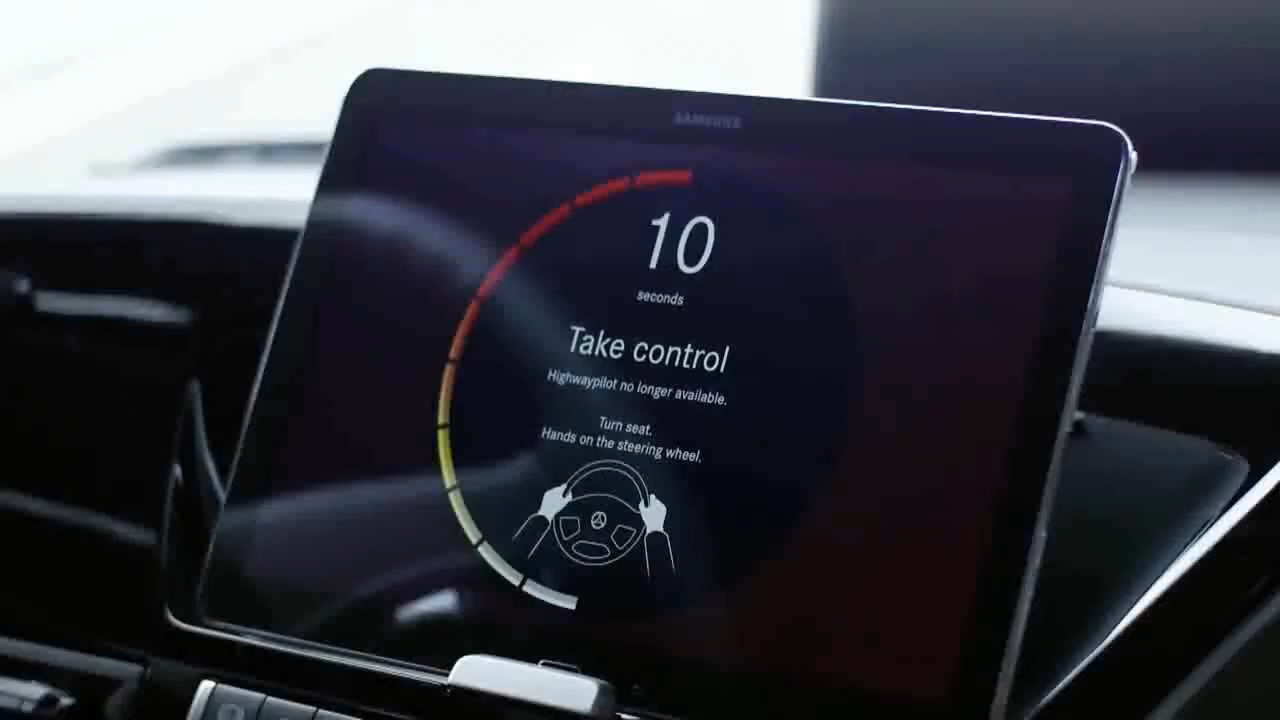 SAMSUNG
10
seconds
Take control
Highwaypilot no longer available.
Turn seat.
Hands on the steering wheel.